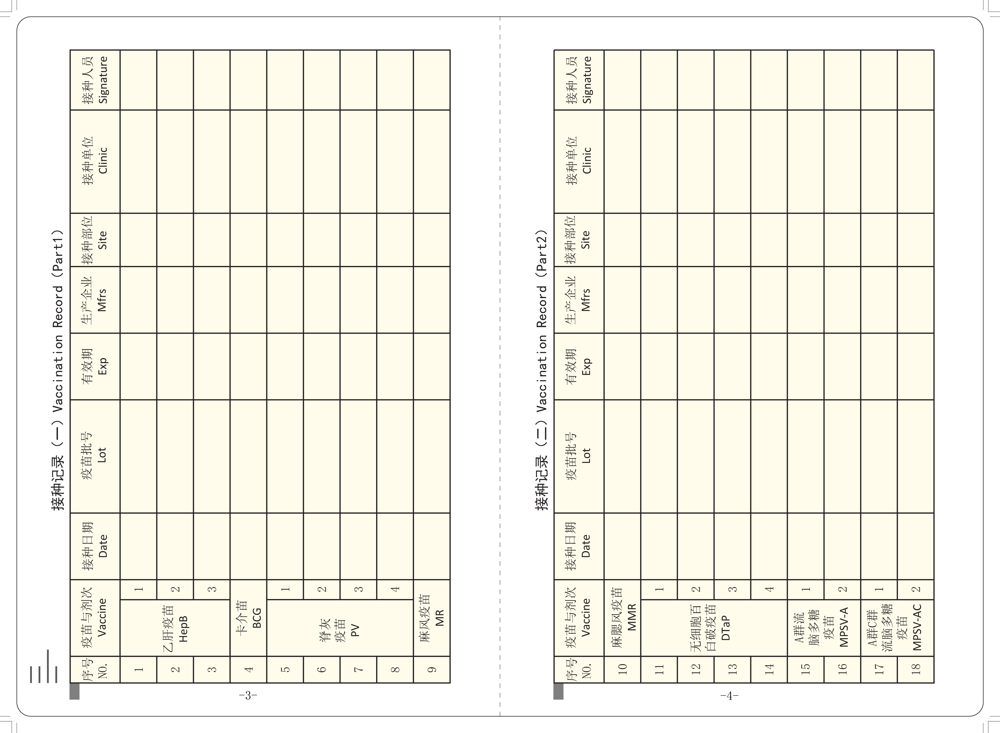 接种记录（一）Vaccination Record (Part1)
序号 疫苗与剂次 接种日期 疫苗批号 有效期 生产企业 接种部位 接种单位 接种人员
NO. Vaccine Date Lot Exp Mfrs Site Clinic Signature
1 乙肝疫苗 HepB 1
2 2
3 3
4 卡介苗
BCG
5 1
6 脊灰 2
疫苗
7 PV 3
8 4
9 麻风疫苗
MR
-3-
接种记录（二）Vaccination Record (Part2)
序号 疫苗与剂次 接种日期 疫苗批号 有效期 生产企业 接种部位 接种单位 接种人员
NO. Vaccine Date Lot Exp Mfrs Site Clinic Signature
10 麻腮风疫苗
MMR
11 1
12 无细胞百 2
白破疫苗
13 DTaP 3
14 4
15 A群流 1
脑多糖
疫苗
16 MPSV-A 2
17 A群C群 1
流脑多糖
疫苗
18 MPSV-AC 2
-4-